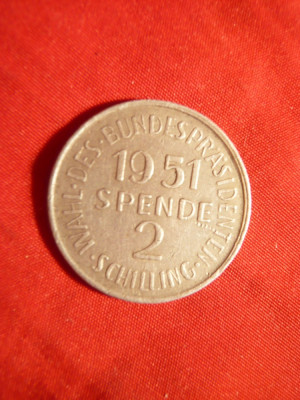 WAHL·DES·BUNDESPRÄSIDENTEN
1951
SPENDE
2
·SCHILLING·